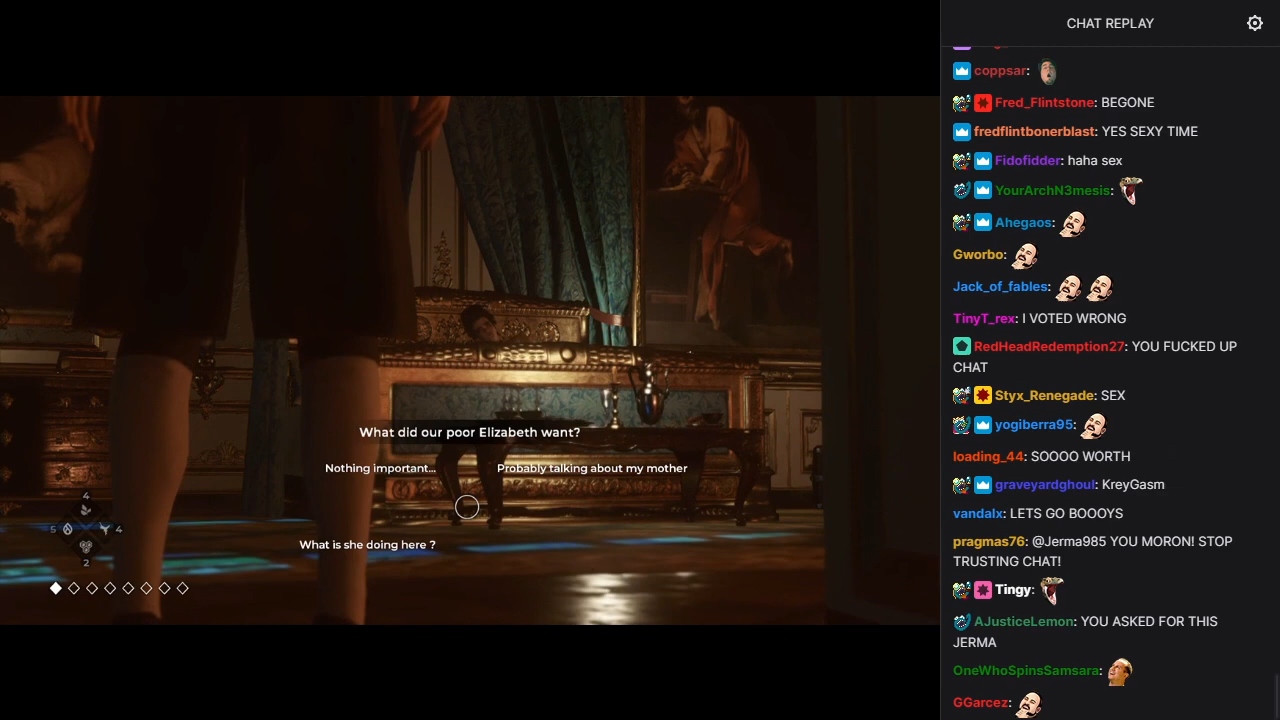 CHAT REPLAY
coppsar:
Fred_Flintstone: BEGONE
fredflintbonerblast: YES SEXY TIME
Fidofidder: haha sex
YourArchN3mesis:
Ahegaos:
Gworbo:
Jack_of_fables:
TinyT_rex: I VOTED WRONG
RedHeadRedemption27: YOU FUCKED UP
CHAT
Styx_Renegade: SEX
yogiberra95:
loading_44: SOOOO WORTH
graveyardghoul: KreyGasm
vandalx: LETS GO BOOOYS
pragmas76: @Jerma985 YOU MORON! STOP
TRUSTING CHAT!
Tingy:
AJusticeLemon: YOU ASKED FOR THIS
JERMA
OneWhoSpinsSamsara:
GGarcez:
What did our poor Elizabeth want?
Nothing important...
Probably talking about my mother
What is she doing here ?
4
5
4
2